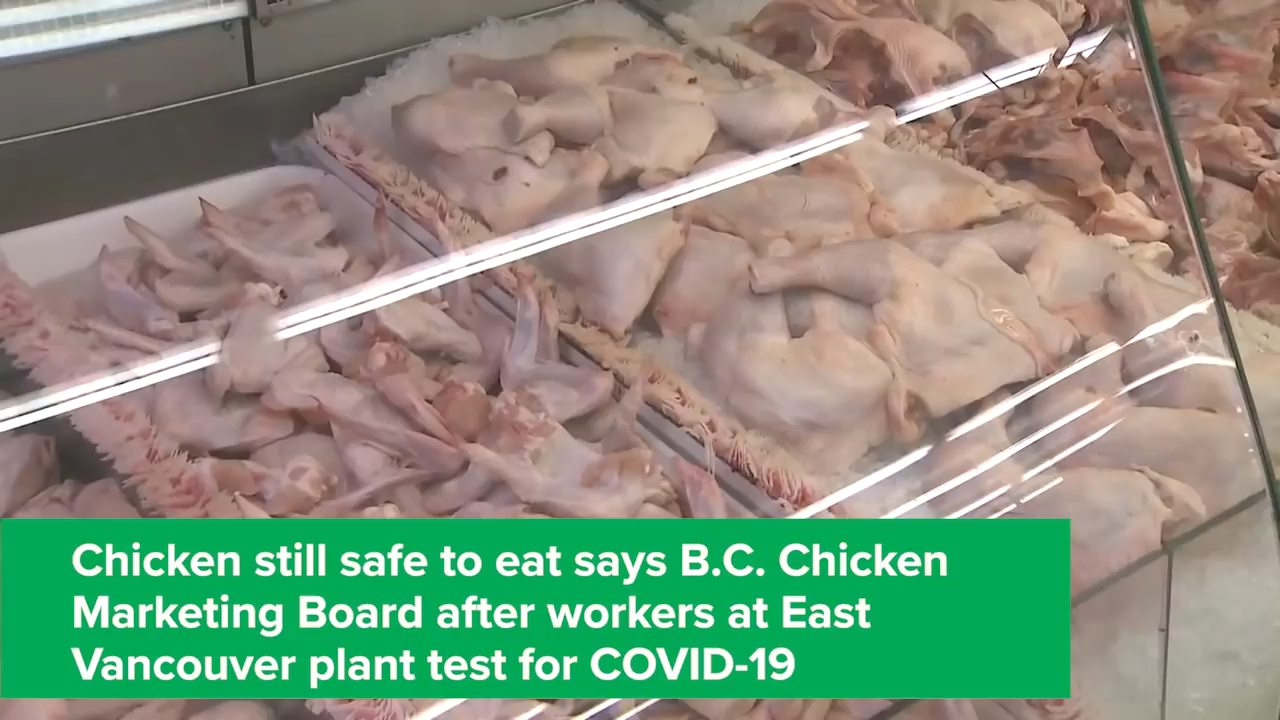 Chicken still safe to eat says B.C. Chicken
Marketing Board after workers at East
Vancouver plant test for COVID-19